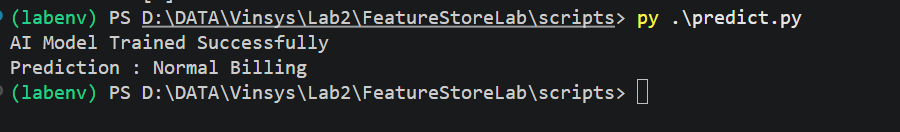 (labenv) PS D:\DATA\Vinsys\Lab2\FeatureStoreLab\scripts> py .\predict.py
AI Model Trained Successfully
Prediction : Normal Billing
(labenv) PS D:\DATA\Vinsys\Lab2\FeatureStoreLab\scripts>